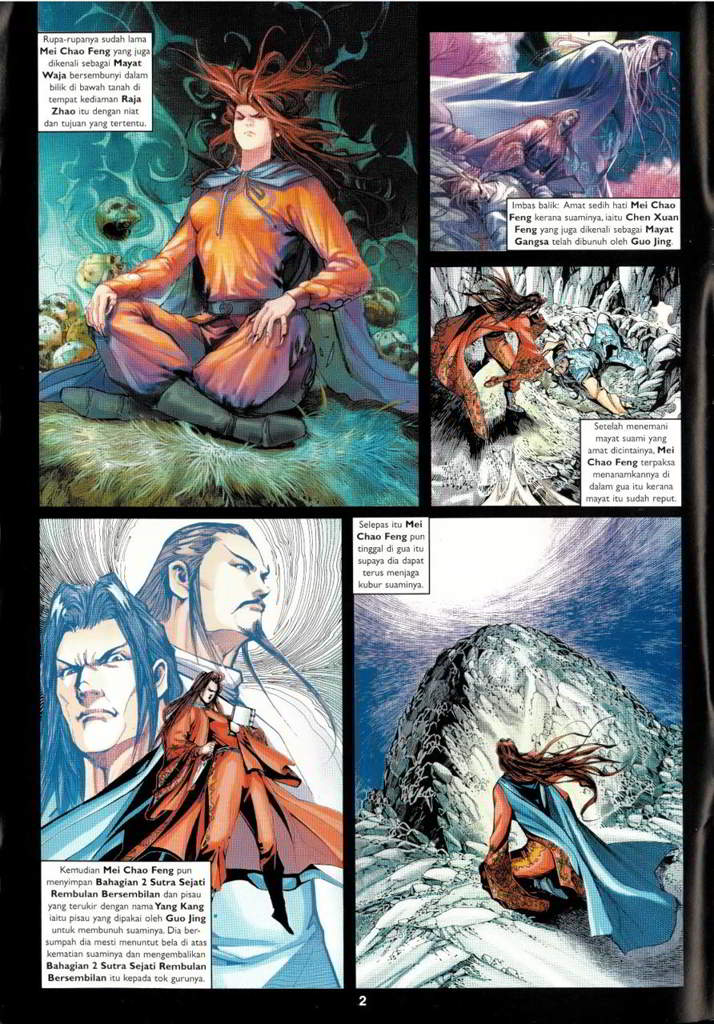 Rupa-rupanya sudah lama
Mei Chao Feng yang juga
dikenali sebagai Mayat
Waja bersembunyi dalam
bilik di bawah tanah di
tempat kediaman Raja
Zhao itu dengan niat
dan tujuan yang tertentu.
Imbas balik: Amat sedih hati Mei Chao
Feng kerana suaminya, iaitu Chen Xuan
Feng yang juga dikenali sebagai Mayat
Gangsa telah dibunuh oleh Guo Jing.
Setelah menemani
mayat suami yang
amat dicintainya, Mei
Chao Feng terpaksa
menanamkannya di
dalam gua itu kerana
mayat itu sudah reput.
Kemudian Mei Chao Feng pun
menyimpan Bahagian 2 Sutra Sejati
Rembulan Bersembilan dan pisau
yang terukir dengan nama Yang Kang
iaitu pisau yang dipakai oleh Guo Jing
untuk membunuh suaminya. Dia ber-
sumpah dia mesti menuntut bela di atas
kematian suaminya dan mengembalikan
Bahagian 2 Sutra Sejati Rembulan
Bersembilan itu kepada tok gurunya.
Selepas itu Mei
Chao Feng pun
tinggal di gua itu
supaya dia dapat
terus menjaga
kubur suaminya.
2